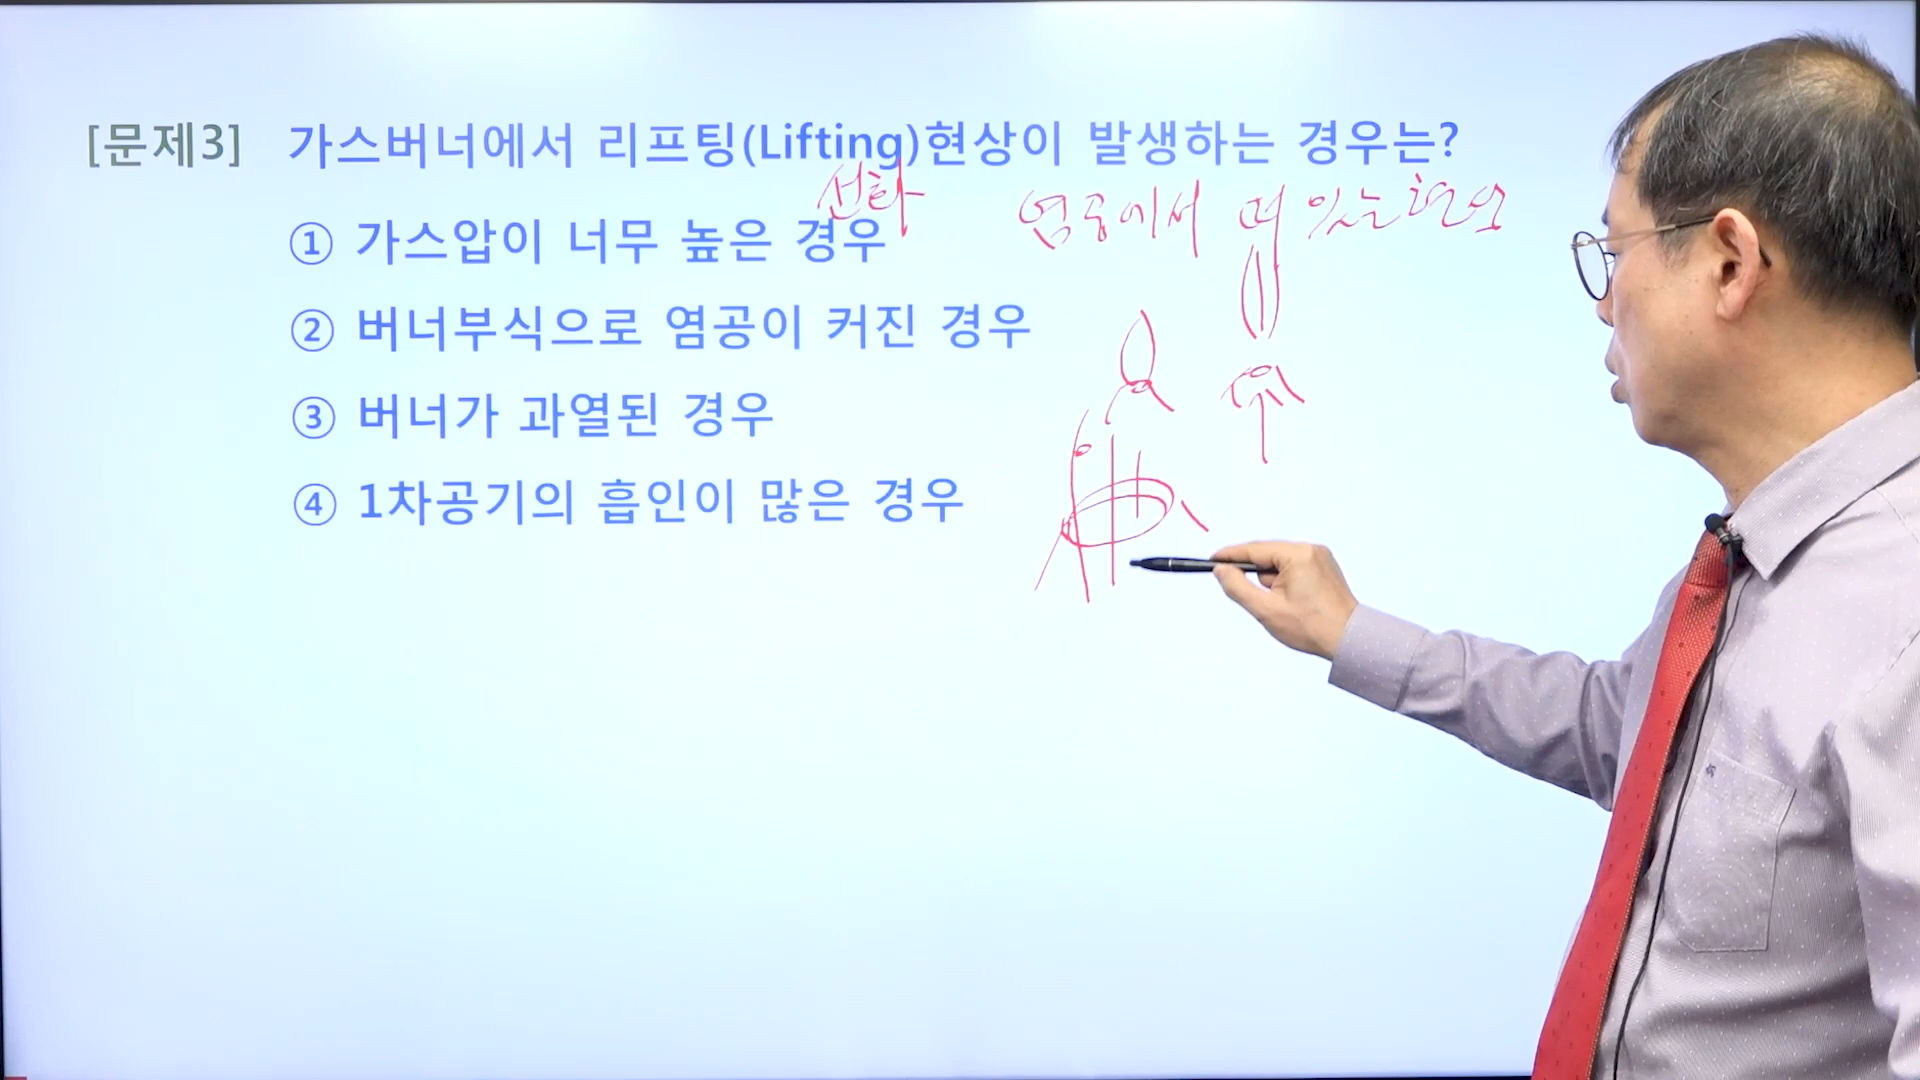 [문제3] 가스버너에서 리프팅(Lifting)현상이 발생하는 경우는?
선화 염공에서 떠 있는 현상
① 가스압이 너무 높은 경우
② 버너부식으로 염공이 커진 경우
③ 버너가 과열된 경우
④ 1차공기의 흡인이 많은 경우